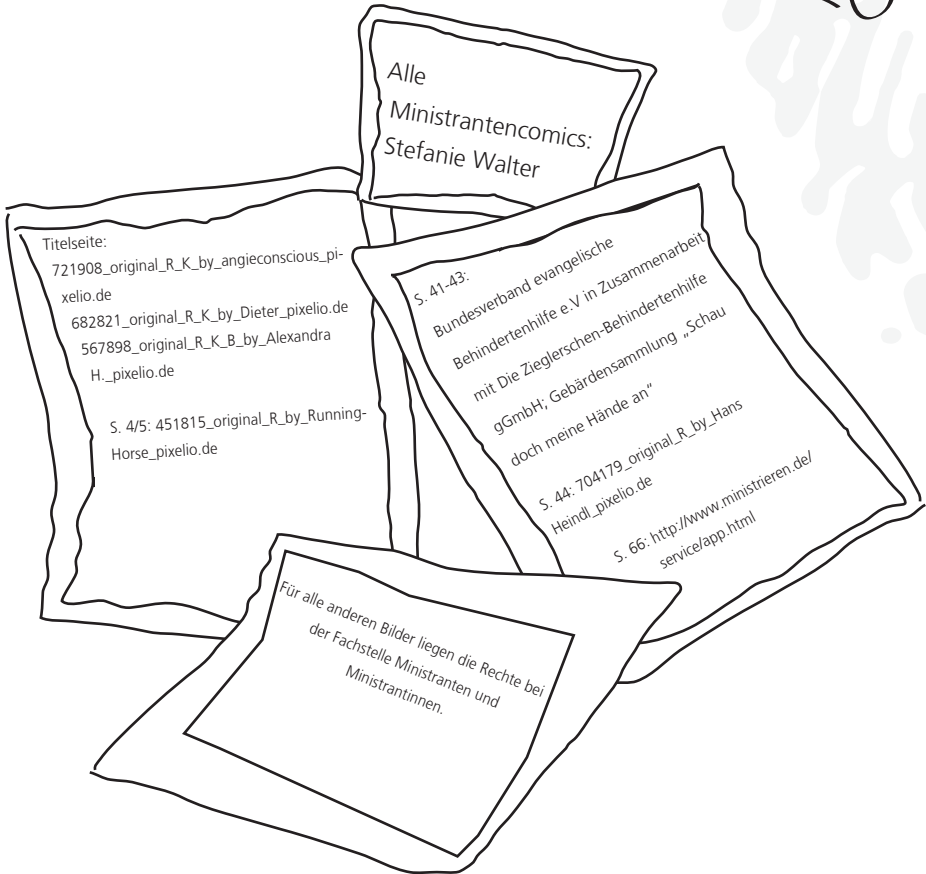 Alle
Ministrantencomics:
Stefanie Walter
Titelseite:
721908_original_R_K_by_angieconscious_pi-
xelio.de
682821_original_R_K_by_Dieter_pixelio.de
567898_original_R_K_B_by_Alexandra
H._pixelio.de
S. 4/5: 451815_original_R_by_Running-
Horse_pixelio.de
S. 41-43:
Bundesverband evangelische
Behindertenhilfe e.V in Zusammenarbeit
mit Die Zieglerschen-Behindertenhilfe
gGmbH; Gebärdensammlung „Schau
doch meine Hände an“
S. 44: 704179_original_R_by_Hans
Heindl_pixelio.de
S. 66: http://www.ministrieren.de/
service/app.html
Für alle anderen Bilder liegen die Rechte bei
der Fachstelle Ministranten und
Ministrantinnen.